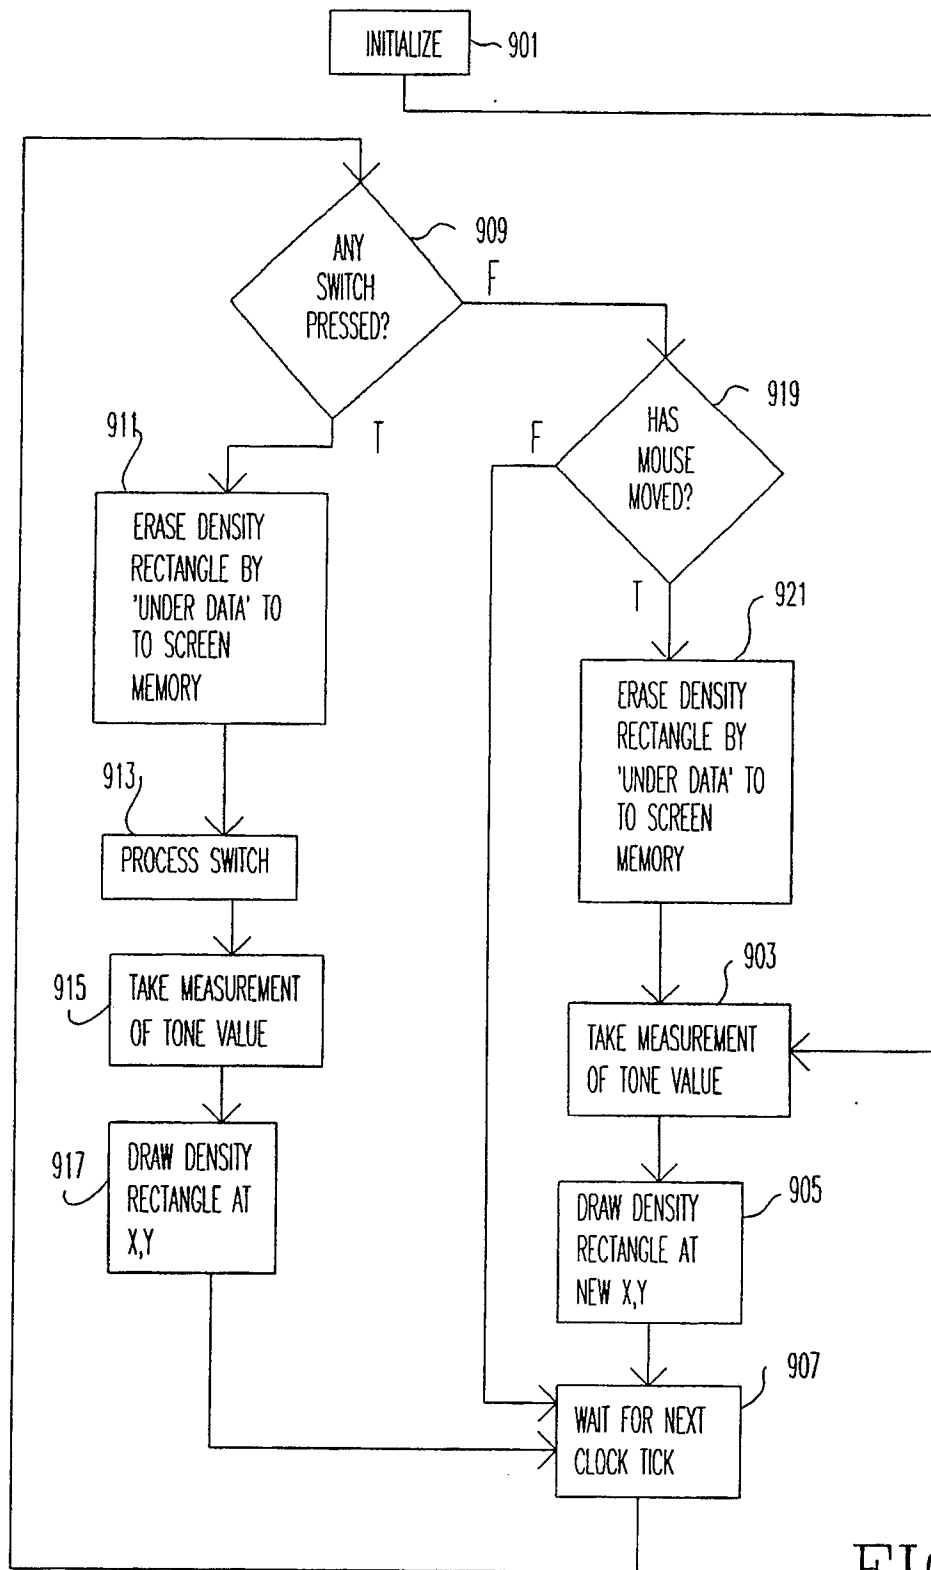 INITIALIZE
901
909
ANY
SWITCH
PRESSED?
F
T
919
HAS
MOUSE
MOVED?
F
T
911
ERASE DENSITY
RECTANGLE BY
'UNDER DATA' TO
TO SCREEN
MEMORY
921
ERASE DENSITY
RECTANGLE BY
'UNDER DATA' TO
TO SCREEN
MEMORY
913
PROCESS SWITCH
915
TAKE MEASUREMENT
OF TONE VALUE
903
TAKE MEASUREMENT
OF TONE VALUE
917
DRAW DENSITY
RECTANGLE AT
X,Y
905
DRAW DENSITY
RECTANGLE AT
NEW X,Y
907
WAIT FOR NEXT
CLOCK TICK